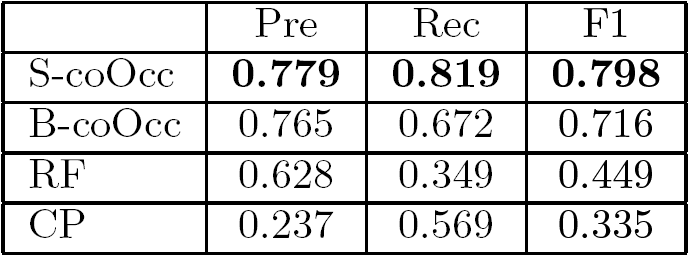 Pre Rec F1
S-coOcc 0.779 0.819 0.798
B-coOcc 0.765 0.672 0.716
RF 0.628 0.349 0.449
CP 0.237 0.569 0.335